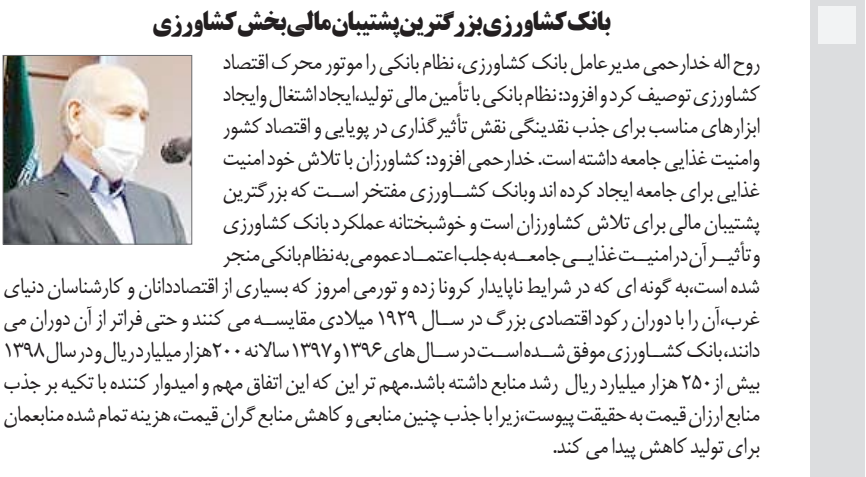 بانک کشاورزی بزرگترین پشتیبان مالی بخش کشاورزی
روح اله خدارحمی مدیرعامل بانک کشاورزی، نظام بانکی را موتور محرک اقتصاد
کشاورزی توصیف کرد و افزود: نظام بانکی با تأمین مالی تولید،ایجاد اشتغال وایجاد
ابزارهای مناسب برای جذب نقدینگی نقش تأثیرگذاری در پویایی و اقتصاد کشور
وامنیت غذایی جامعه داشته است. خدارحمی افزود: کشاورزان با تلاش خود امنیت
غذایی برای جامعه ایجاد کرده اند وبانک کشاورزی مفتخر است که بزرگترین
پشتیبان مالی برای تلاش کشاورزان است و خوشبختانه عملکرد بانک کشاورزی
و تأثیر آن در امنیت غذایی جامعه به جلب اعتماد عمومی به نظام بانکی منجر
شده است،به گونه ای که در شرایط ناپایدار کرونا زده و تورمی امروز که بسیاری از اقتصاددانان و کارشناسان دنیای
غرب،آن را با دوران رکود اقتصادی بزرگ در سال ۱۹۲۹ میلادی مقایسه می کنند و حتی فراتر از آن دوران می
دانند،بانک کشاورزی موفق شده است در سال های ۱۳۹۶ و ۱۳۹۷ سالانه ۲۰۰ هزار میلیارد ریال و در سال ۱۳۹۸
بیش از ۲۵۰ هزار میلیارد ریال رشد منابع داشته باشد.مهم تر این که این اتفاق مهم و امیدوار کننده با تکیه بر جذب
منابع ارزان قیمت به حقیقت پیوست،زیرا با جذب چنین منابعی و کاهش منابع گران قیمت، هزینه تمام شده منابعمان
برای تولید کاهش پیدا می کند.